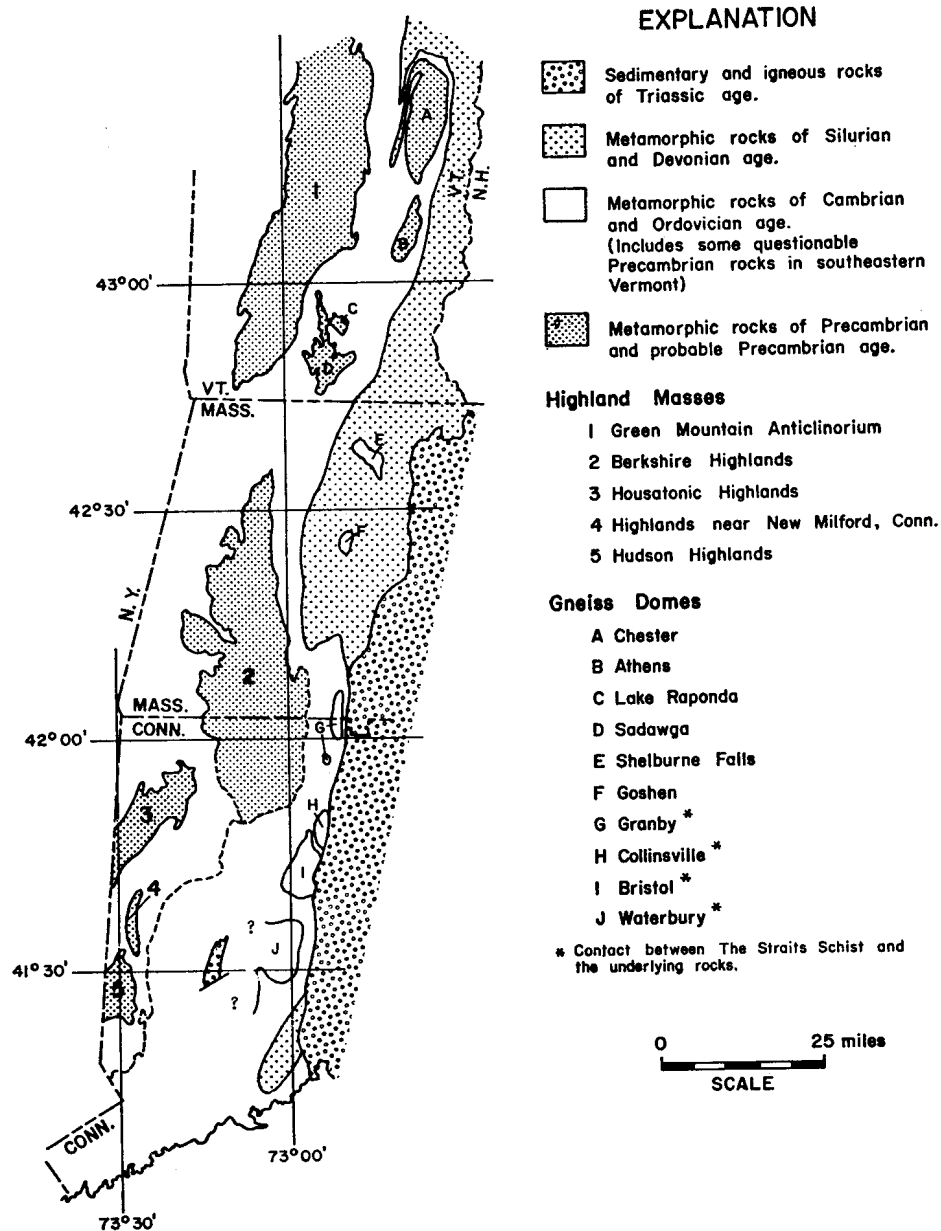 EXPLANATION
Sedimentary and igneous rocks
of Triassic age.
Metamorphic rocks of Silurian
and Devonian age.
Metamorphic rocks of Cambrian
and Ordovician age.
(Includes some questionable
Precambrian rocks in southeastern
Vermont)
Metamorphic rocks of Precambrian
and probable Precambrian age.
Highland Masses
1 Green Mountain Anticlinorium
2 Berkshire Highlands
3 Housatonic Highlands
4 Highlands near New Milford, Conn.
5 Hudson Highlands
Gneiss Domes
A Chester
B Athens
C Lake Raponda
D Sadawga
E Shelburne Falls
F Goshen
G Granby *
H Collinsville *
I Bristol *
J Waterbury *
* Contact between The Straits Schist and
the underlying rocks.
0 25 miles
SCALE
A
VT.
N.H.
1
B
43°00'
C
D
VT.
MASS.
E
42°30'
F
N.Y.
2
MASS.
CONN.
G
42°00'
3
H
I
4
?
J
41°30'
5
?
CONN.
73°00'
73°30'